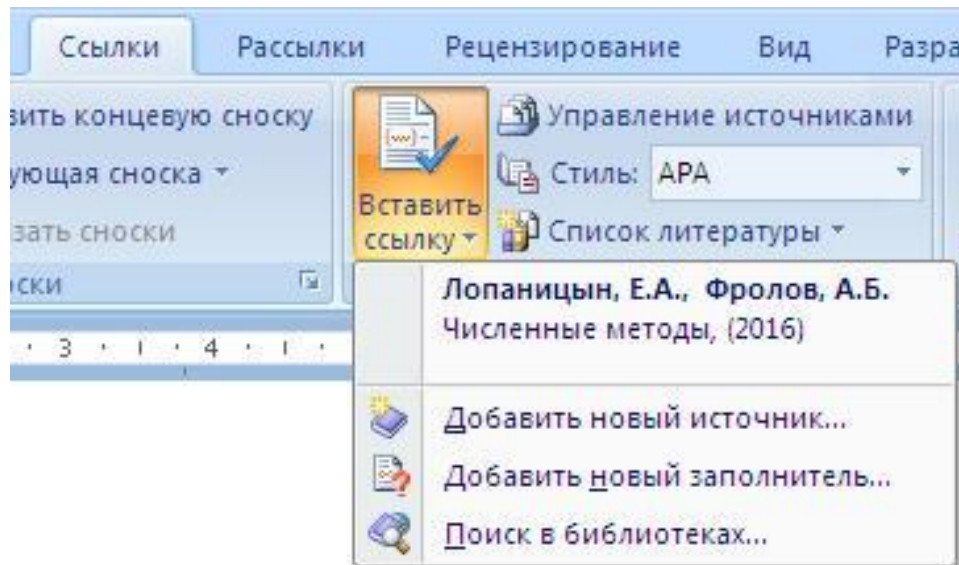 Ссылки Рассылки Рецензирование Вид Разра
вить концевую сноску
ующая сноска
зать сноски
оски
Вставить ссылку
Управление источниками
Стиль: APA
Список литературы
3 4
Лопаницын, Е.А., Фролов, А.Б.
Численные методы, (2016)
Добавить новый источник...
Добавить новый заполнитель...
Поиск в библиотеках...